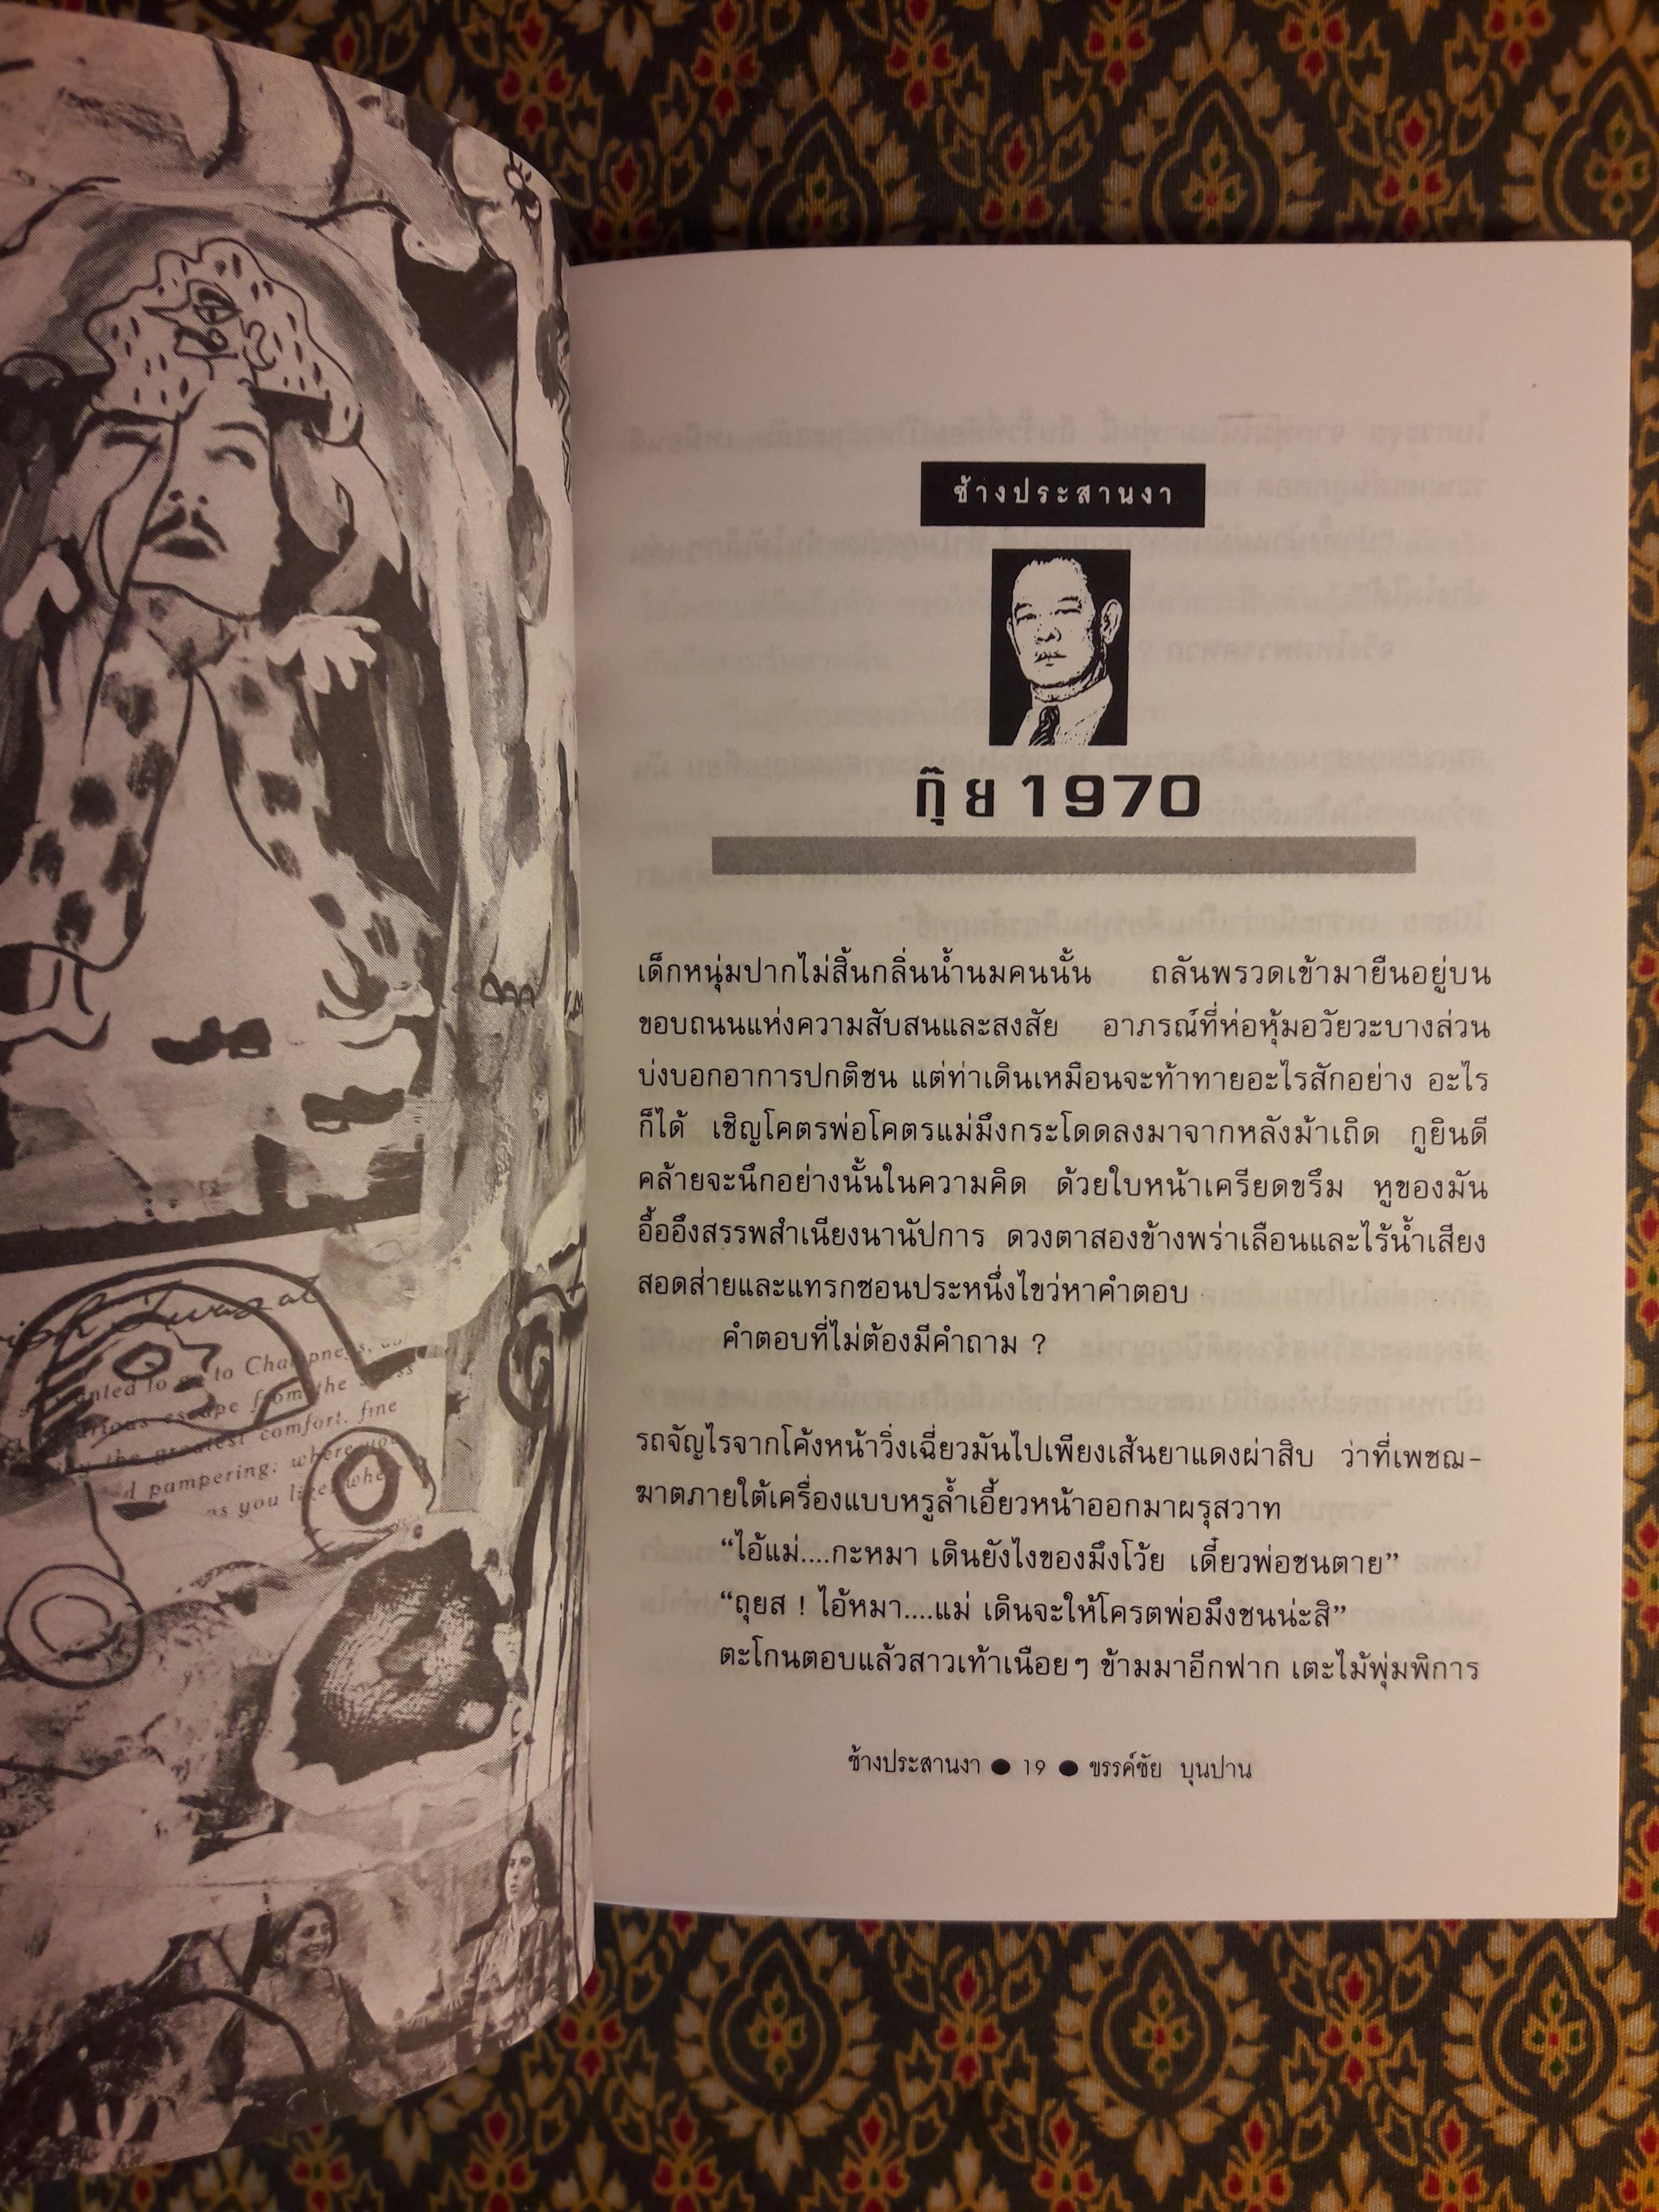 to Champneys, as
escape from the stress
the greatest comfort, fine
d pampering; where you
as you like, whe
ช้างประสานงา
กุ๊ย 1970
เด็กหนุ่มปากไม่สิ้นกลิ่นน้ำนมคนนั้น ถลันพรวดเข้ามายืนอยู่บน
ขอบถนนแห่งความสับสนและสงสัย อาภรณ์ที่ห่อหุ้มอวัยวะบางส่วน
บ่งบอกอาการปกติชน แต่ท่าเดินเหมือนจะท้าทายอะไรสักอย่าง อะไร
ก็ได้ เชิญโคตรพ่อโคตรแม่มึงกระโดดลงมาจากหลังม้าเถิด กูยินดี
คล้ายจะนึกอย่างนั้นในความคิด ด้วยใบหน้าเครียดขรึม หูของมัน
อื้ออึงสรรพสำเนียงนานัปการ ดวงตาสองข้างพร่าเลือนและไร้น้ำเสียง
สอดส่ายและแทรกซอนประหนึ่งไขว่หาคำตอบ
คำตอบที่ไม่ต้องมีคำถาม ?
รถจัญไรจากโค้งหน้าวิ่งเฉี่ยวมันไปเพียงเส้นยาแดงผ่าสิบ ว่าที่เพชฌ-
ฆาตภายใต้เครื่องแบบหรูล้ำเอี้ยวหน้าออกมาผรุสวาท
“ไอ้แม่....กะหมา เดินยังไงของมึงโว้ย เดี๋ยวพ่อชนตาย”
“ถุยส ! ไอ้หมา....แม่ เดินจะให้โครตพ่อมึงชนน่ะสิ”
ตะโกนตอบแล้วสาวเท้าเนือยๆ ข้ามมาอีกฟาก เตะไม้พุ่มพิการ
ช้างประสานงา ● 19 ● ขรรค์ชัย บุนปาน